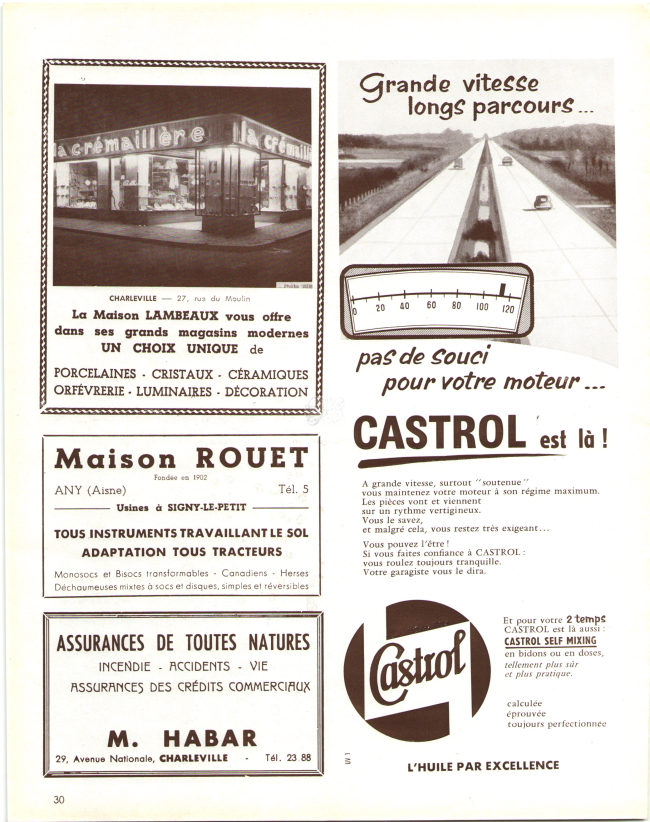 la crémaillère
la crémaill
CHARLEVILLE — 27, rue du Moulin
La Maison LAMBEAUX vous offre
dans ses grands magasins modernes
UN CHOIX UNIQUE de
PORCELAINES - CRISTAUX - CÉRAMIQUES
ORFÉVRERIE - LUMINAIRES - DÉCORATION
Maison ROUET
Fondée en 1902
ANY (Aisne) Tél. 5
Usines à SIGNY-LE-PETIT
TOUS INSTRUMENTS TRAVAILLANT LE SOL
ADAPTATION TOUS TRACTEURS
Monosocs et Bisocs transformables - Canadiens - Herses
Déchaumeuses mixtes à socs et disques, simples et réversibles
ASSURANCES DE TOUTES NATURES
INCENDIE - ACCIDENTS - VIE
ASSURANCES DES CRÉDITS COMMERCIAUX
M. HABAR
29, Avenue Nationale, CHARLEVILLE - Tél. 23 88
30
Grande vitesse
longs parcours...
0 20 40 60 80 100 120
pas de souci
pour votre moteur...
CASTROL est là !
A grande vitesse, surtout "soutenue"
vous maintenez votre moteur à son régime maximum.
Les pièces vont et viennent
sur un rythme vertigineux.
Vous le savez,
et malgré cela, vous restez très exigeant...
Vous pouvez l'être !
Si vous faites confiance à CASTROL :
vous roulez toujours tranquille.
Votre garagiste vous le dira.
Castrol
Et pour votre 2 temps
CASTROL est là aussi :
CASTROL SELF MIXING
en bidons ou en doses,
tellement plus sûr
et plus pratique.
calculée
éprouvée
toujours perfectionnée
L'HUILE PAR EXCELLENCE